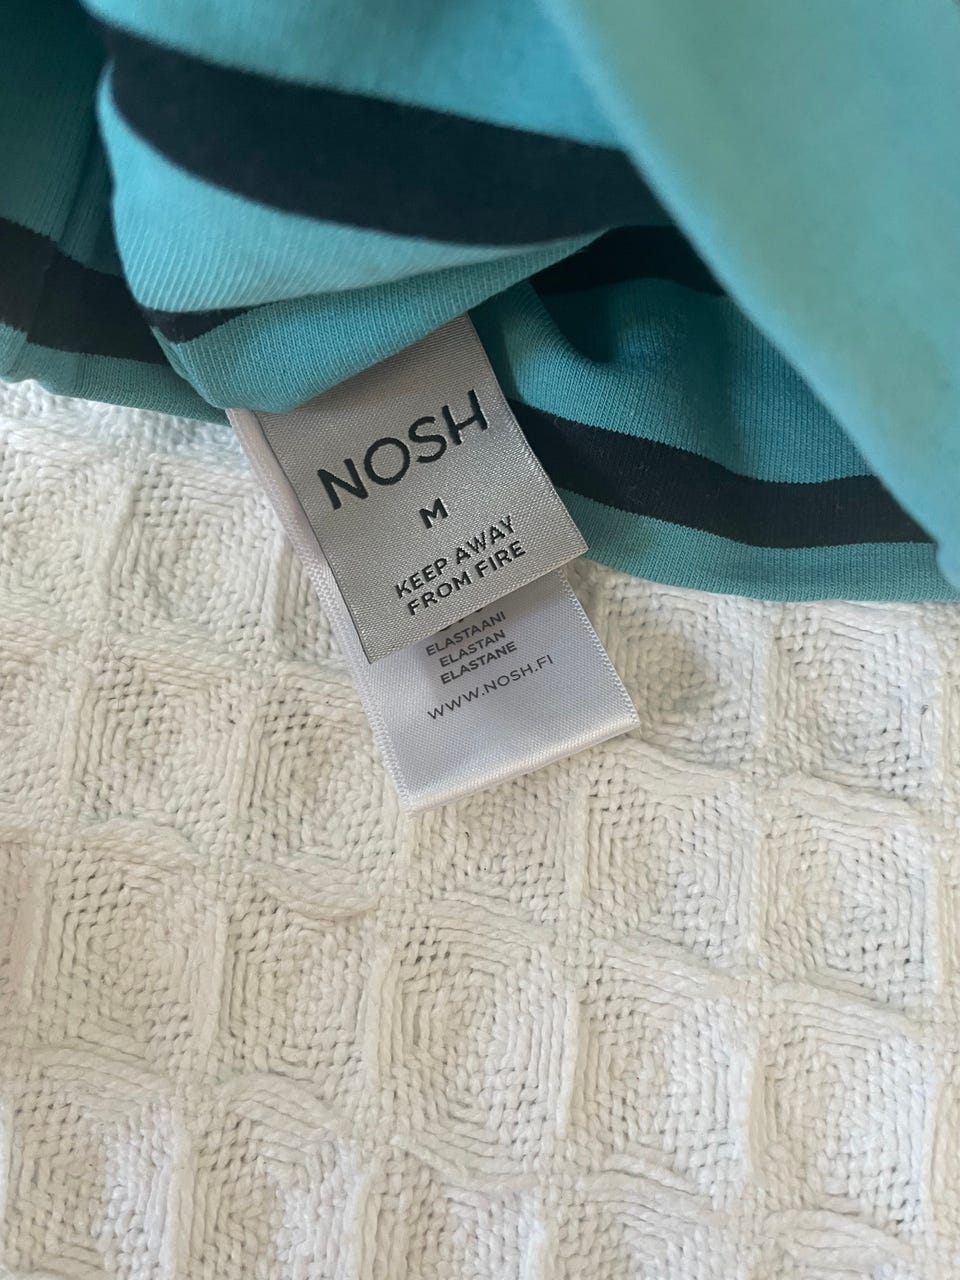 NOSH
M
KEEP AWAY
FROM FIRE
ELASTAANI
ELASTAN
ELASTANE
WWW.NOSH.FI